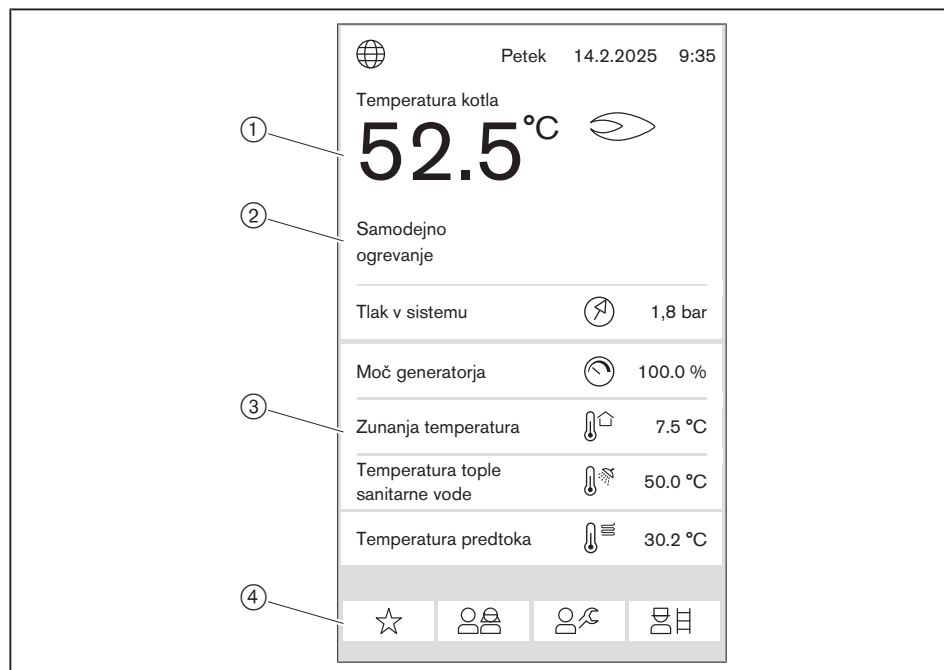 Petek 14.2.2025 9:35
Temperatura kotla
① 52.5 °C
② Samodejno
ogrevanje
Tlak v sistemu 1,8 bar
Moč generatorja 100.0 %
③ Zunanja temperatura 7.5 °C
Temperatura tople
sanitarne vode 50.0 °C
Temperatura predtoka 30.2 °C
④